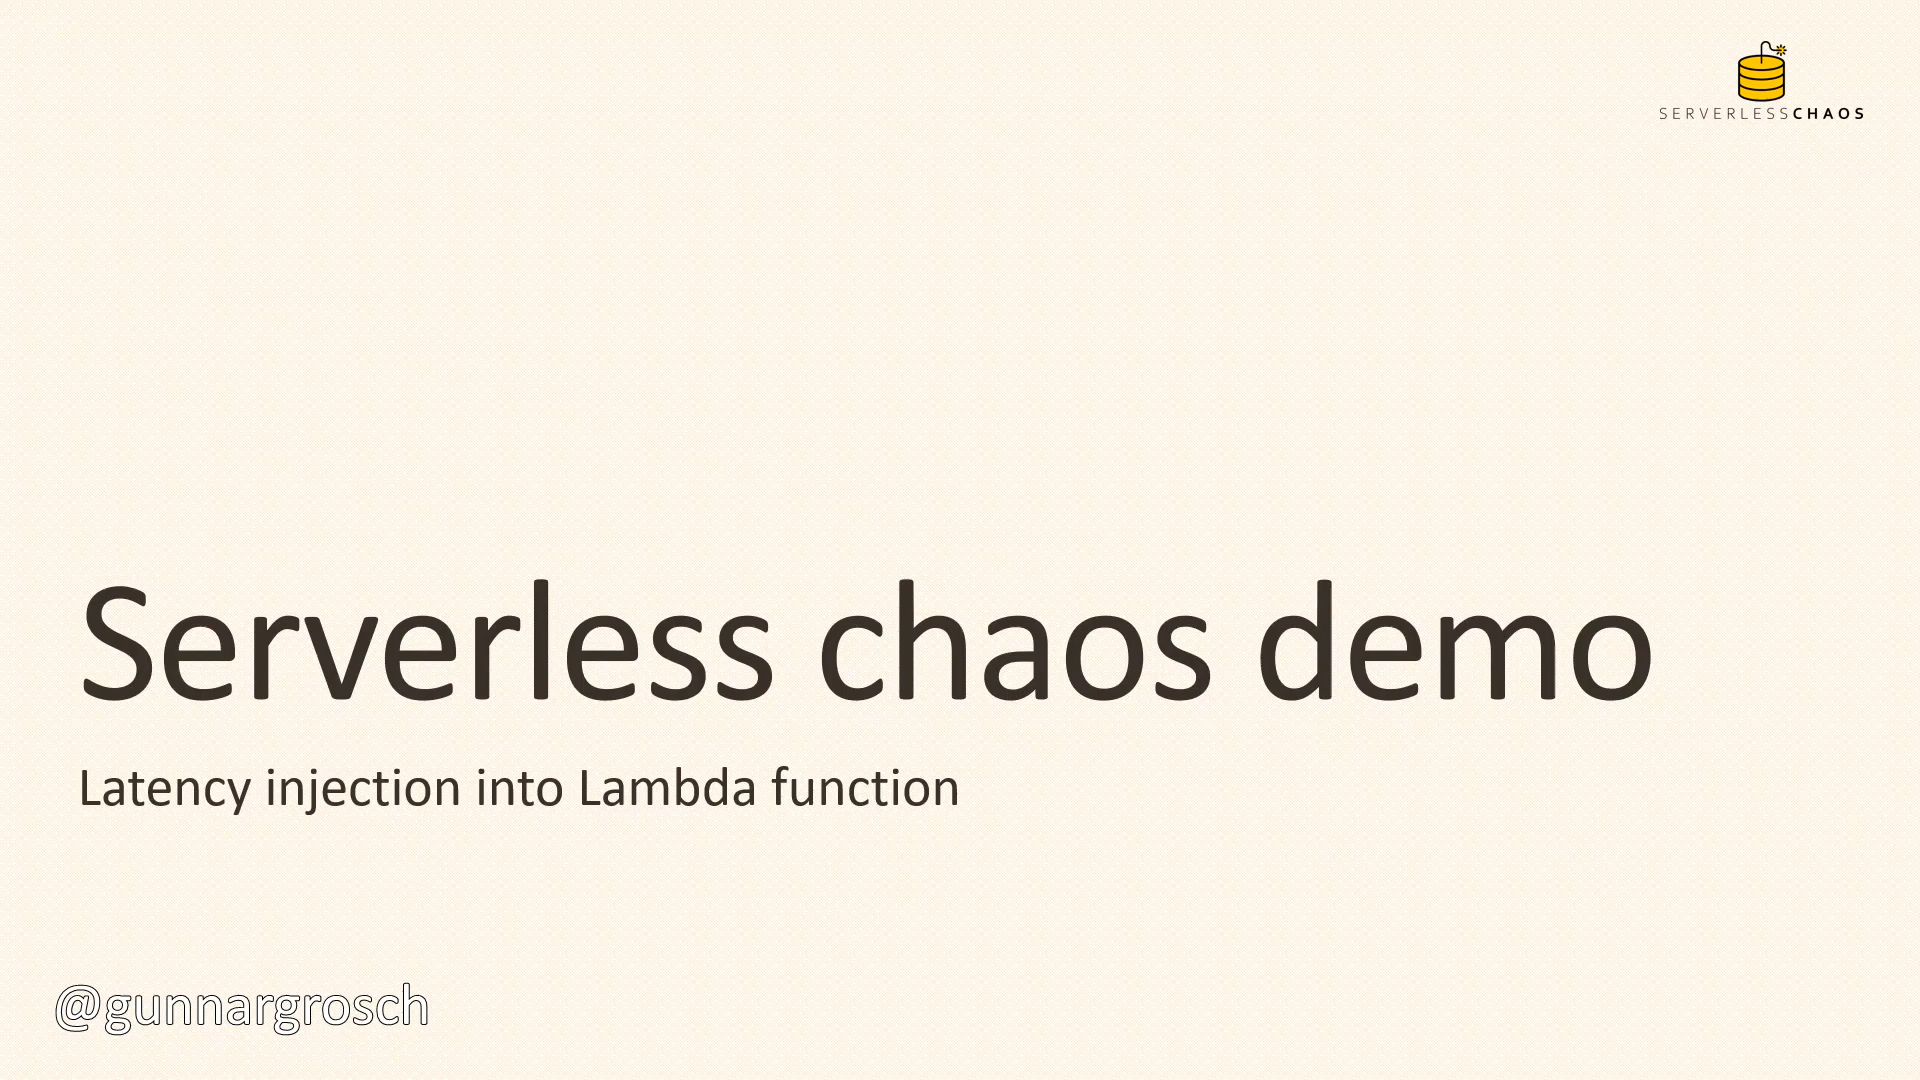 SERVERLESSCHAOS
Serverless chaos demo
Latency injection into Lambda function
@gunnargrosch